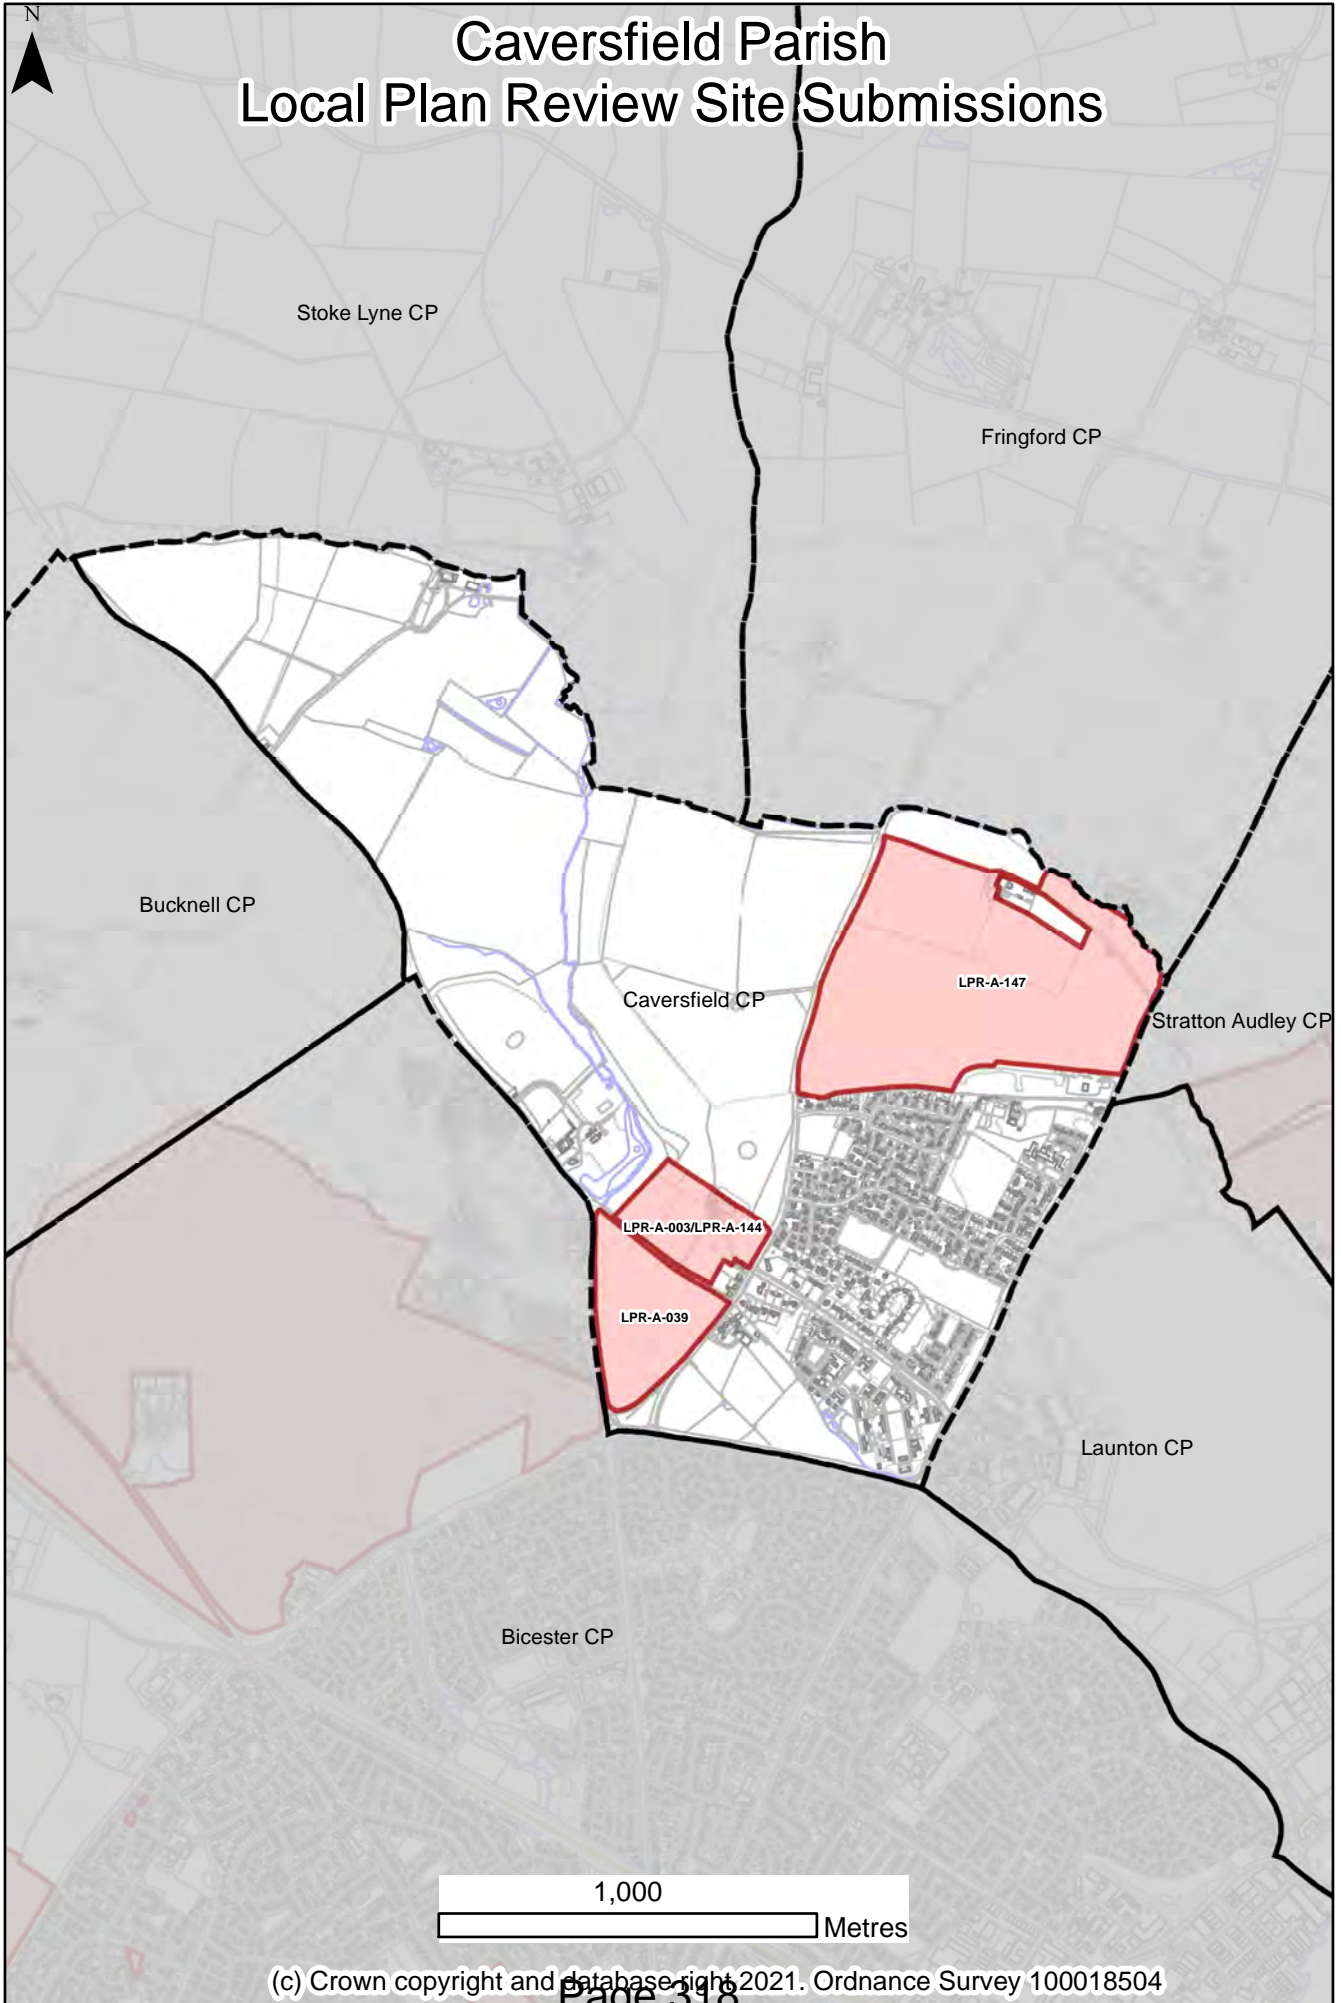 N
Caversfield Parish
Local Plan Review Site Submissions
Stoke Lyne CP
Fringford CP
Bucknell CP
LPR-A-147
Caversfield CP
Stratton Audley CP
LPR-A-003/LPR-A-144
LPR-A-039
Launton CP
Bicester CP
1,000
Metres
(c) Crown copyright and database right 2021. Ordnance Survey 100018504
Page 318